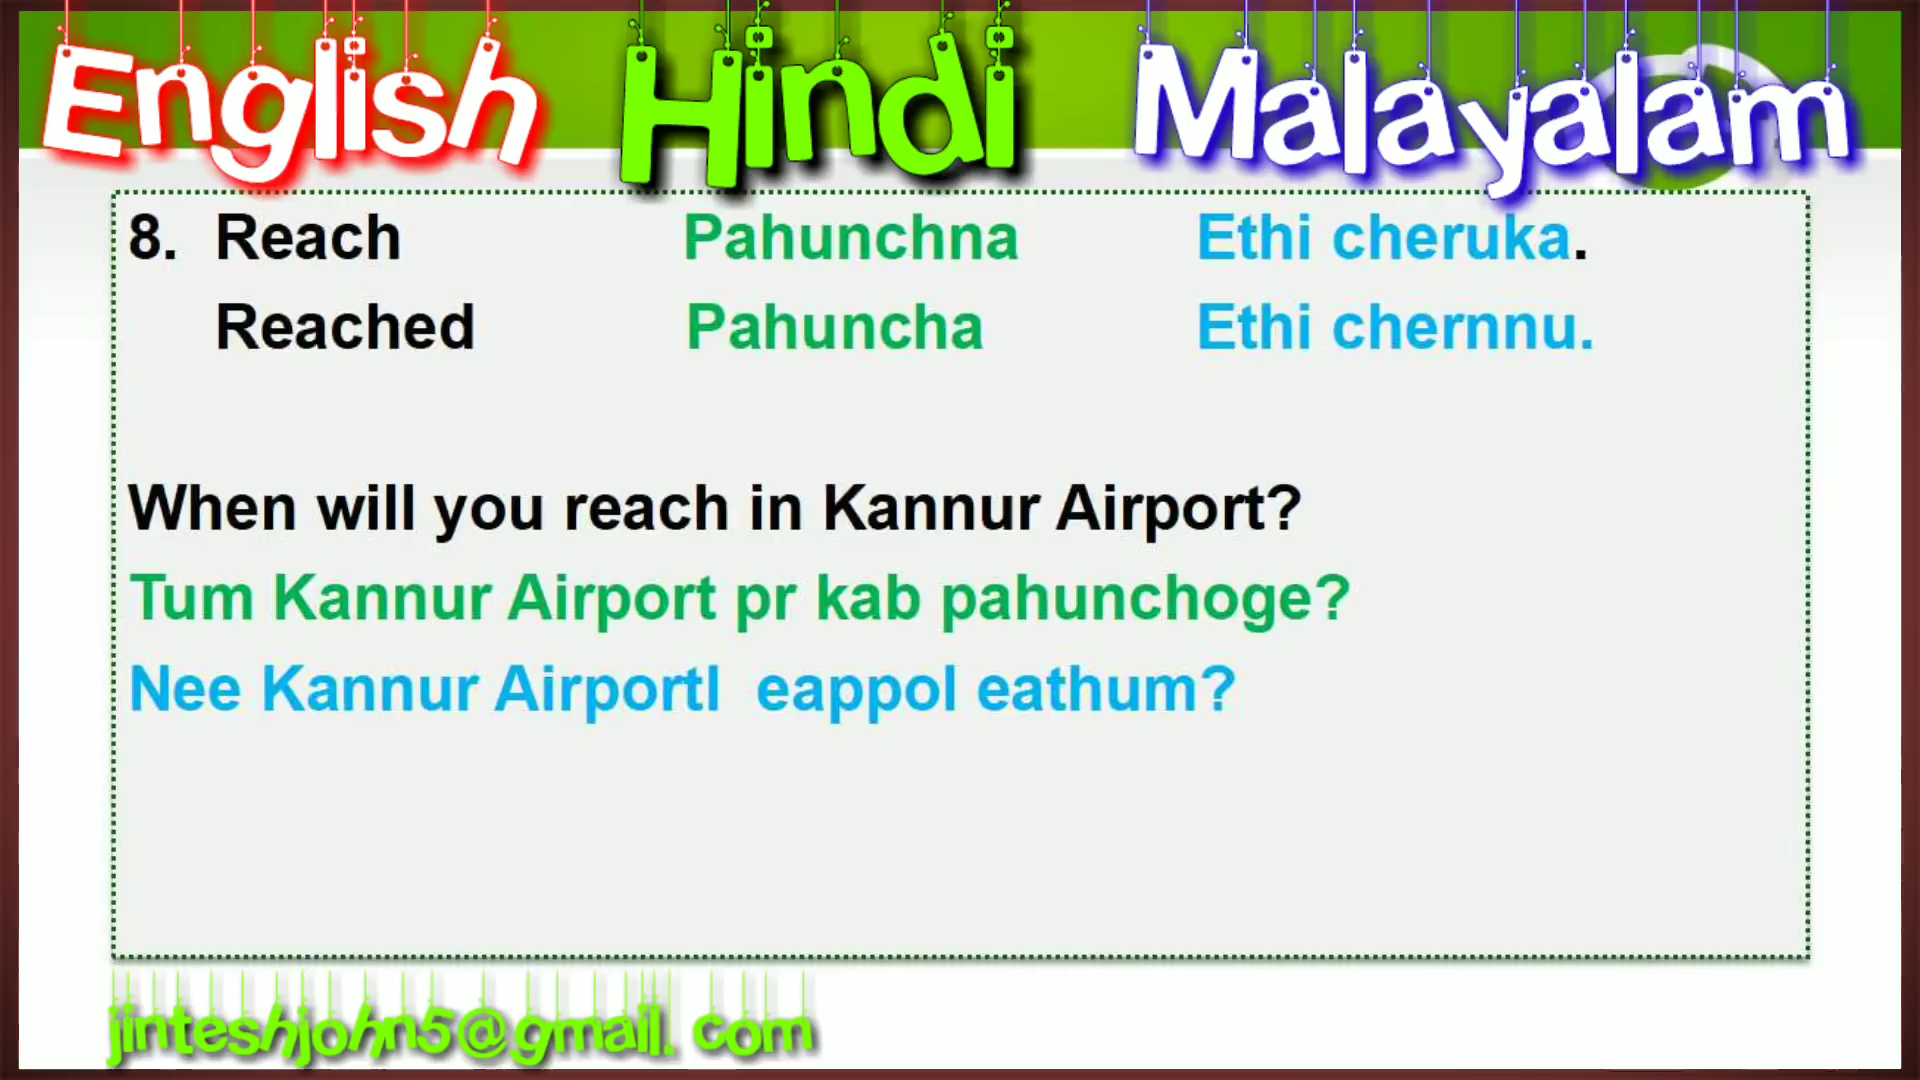 English Hindi Malayalam
8. Reach Pahunchna Ethi cheruka.
Reached Pahuncha Ethi chernnu.
When will you reach in Kannur Airport?
Tum Kannur Airport pr kab pahunchoge?
Nee Kannur Airportl eappol eathum?
jinteshjohn5@gmail. com